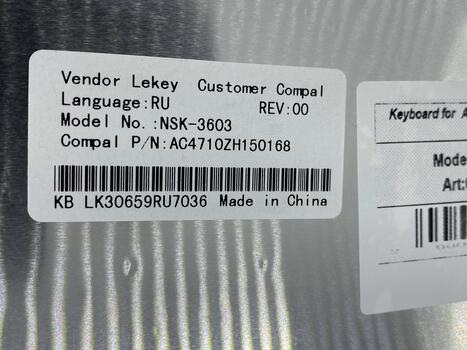 Vendor Lekey Customer Compal
Language:RU REV:00
Model No.:NSK-3603
Compal P/N:AC4710ZH150168
KB LK30659RU7036 Made in China
Keyboard for A
Mode
Art: